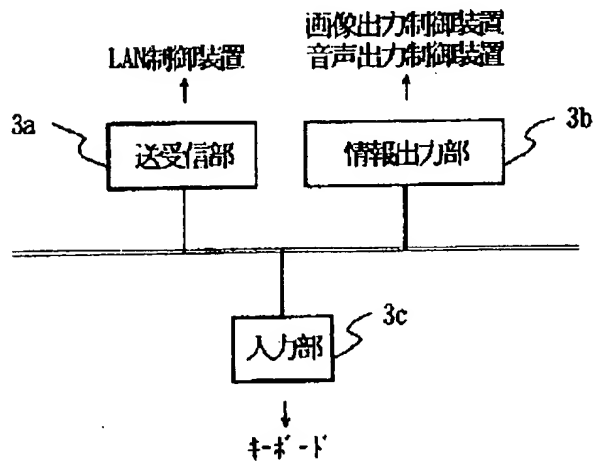 画像出力制御装置
LAN制御装置
音声出力制御装置
3a
送受信部
情報出力部
3b
入力部
3c
キーボード